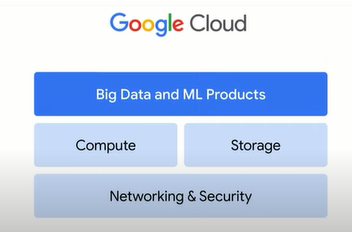 Google Cloud
Big Data and ML Products
Compute
Storage
Networking & Security